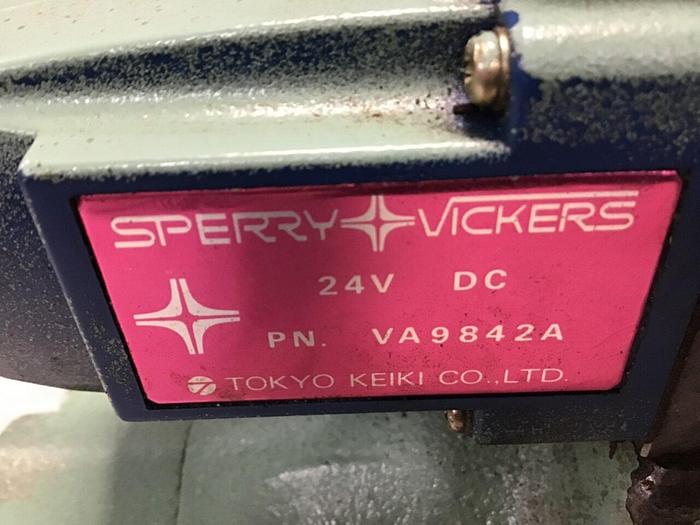 SPERRY VICKERS
24V DC
PN. VA9842A
TOKYO KEIKI CO.,LTD.